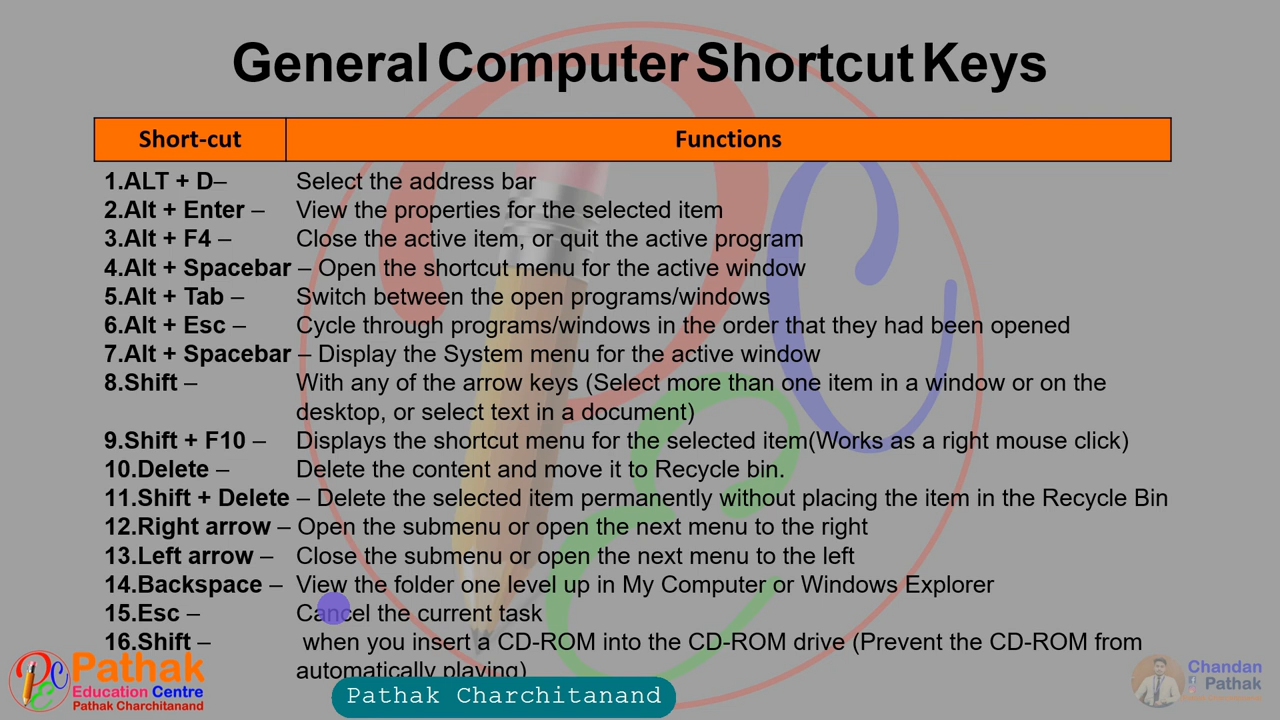 General Computer Shortcut Keys
Short-cut Functions
1.ALT + D– Select the address bar
2.Alt + Enter – View the properties for the selected item
3.Alt + F4 – Close the active item, or quit the active program
4.Alt + Spacebar – Open the shortcut menu for the active window
5.Alt + Tab – Switch between the open programs/windows
6.Alt + Esc – Cycle through programs/windows in the order that they had been opened
7.Alt + Spacebar – Display the System menu for the active window
8.Shift – With any of the arrow keys (Select more than one item in a window or on the
desktop, or select text in a document)
9.Shift + F10 – Displays the shortcut menu for the selected item(Works as a right mouse click)
10.Delete – Delete the content and move it to Recycle bin.
11.Shift + Delete – Delete the selected item permanently without placing the item in the Recycle Bin
12.Right arrow – Open the submenu or open the next menu to the right
13.Left arrow – Close the submenu or open the next menu to the left
14.Backspace – View the folder one level up in My Computer or Windows Explorer
15.Esc – Cancel the current task
16.Shift – when you insert a CD-ROM into the CD-ROM drive (Prevent the CD-ROM from
automatically playing)
Pathak
Education Centre
Pathak Charchitanand
Pathak Charchitanand
Chandan
Pathak